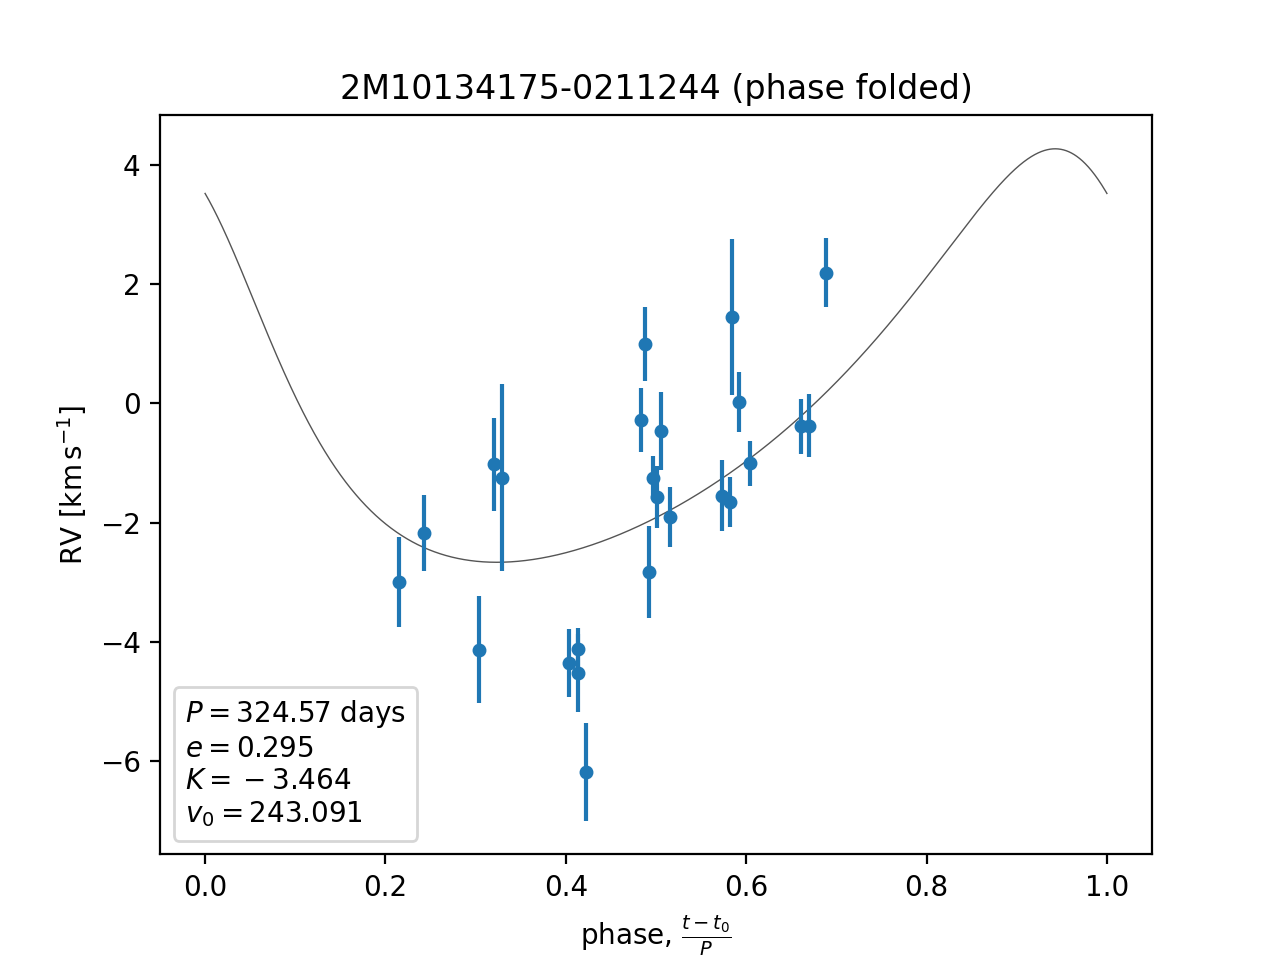 2M10134175-0211244 (phase folded)
4
2
0
−2
−4
−6
RV [km s⁻¹]
P = 324.57 days
e = 0.295
K = − 3.464
v₀ = 243.091
0.0 0.2 0.4 0.6 0.8 1.0
phase, (t − t₀)/P